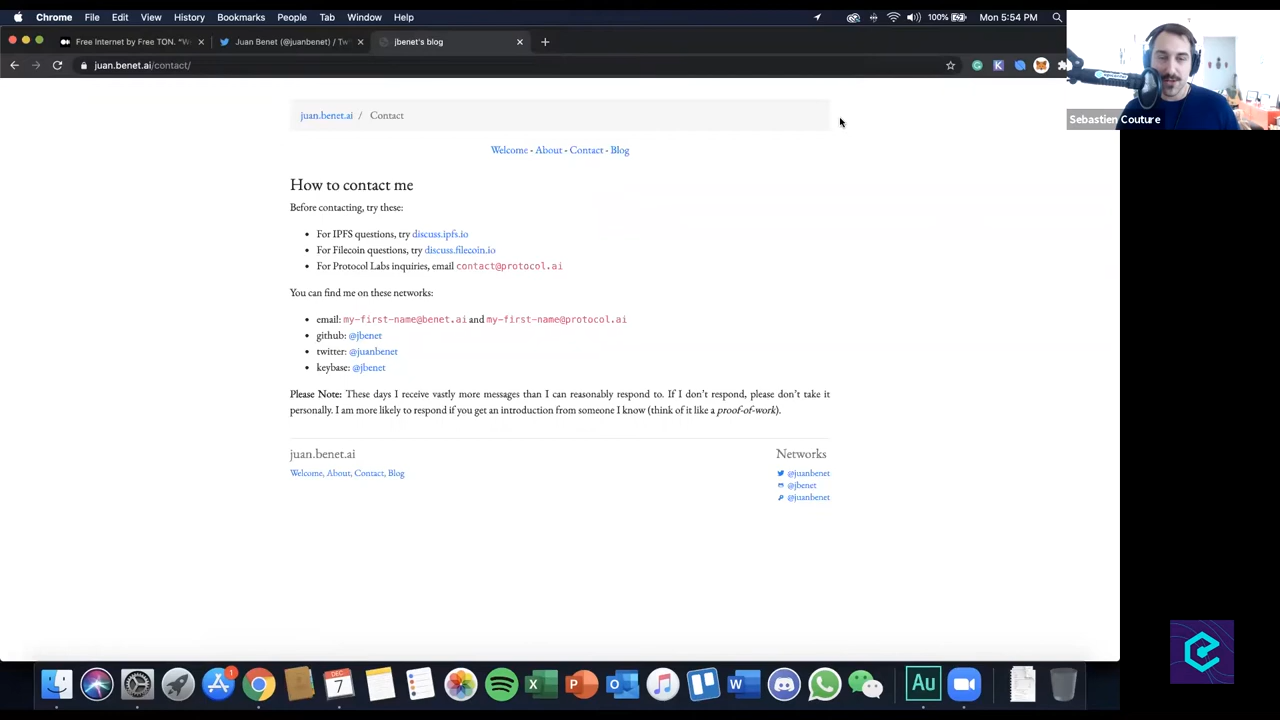 Chrome File Edit View History Bookmarks People Tab Window Help 100% Mon 5:54 PM
Free Internet by Free TON. "W Juan Benet (@juanbenet) / Tw jbenet's blog
juan.benet.ai/contact/
Sebastien Couture
juan.benet.ai / Contact
Welcome - About - Contact - Blog
How to contact me
Before contacting, try these:
• For IPFS questions, try discuss.ipfs.io
• For Filecoin questions, try discuss.filecoin.io
• For Protocol Labs inquiries, email contact@protocol.ai
You can find me on these networks:
• email: my-first-name@benet.ai and my-first-name@protocol.ai
• github: @jbenet
• twitter: @juanbenet
• keybase: @jbenet
Please Note: These days I receive vastly more messages than I can reasonably respond to. If I don't respond, please don't take it
personally. I am more likely to respond if you get an introduction from someone I know (think of it like a proof-of-work).
juan.benet.ai Networks
Welcome, About, Contact, Blog @juanbenet
@jbenet
@juanbenet
1
DEC
7
Au